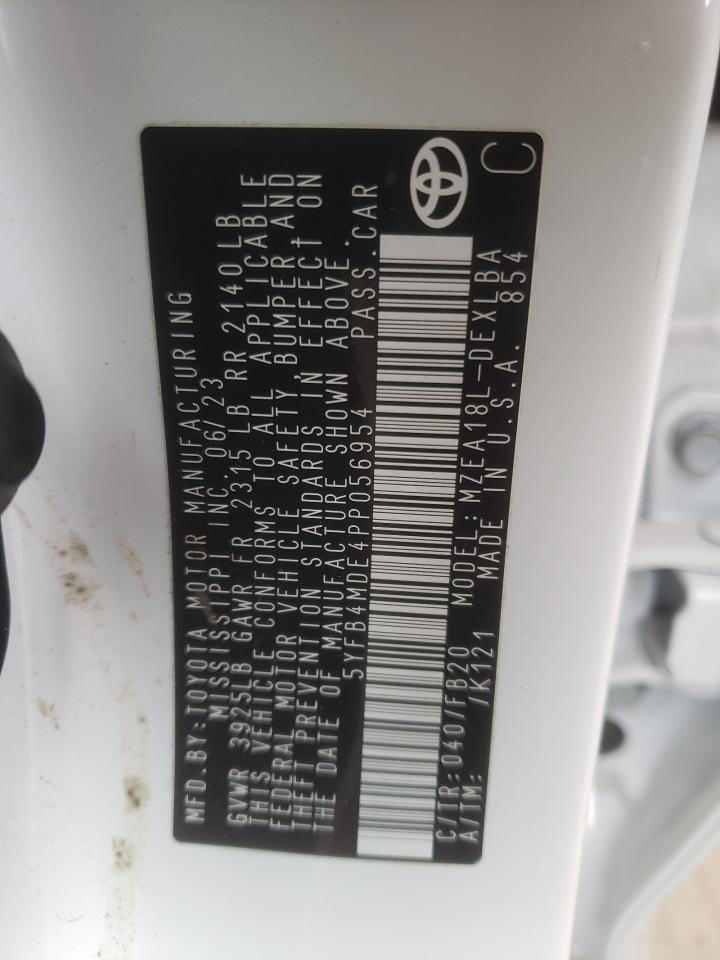 MFD.BY:TOYOTA MOTOR MANUFACTURING
MISSISSIPPI INC. 06/23
GVWR 3925LB GAWR FR 2315 LB RR 2140LB
THIS VEHICLE CONFORMS TO ALL APPLICABLE
FEDERAL MOTOR VEHICLE SAFETY,BUMPER,AND
THEFT PREVENTION STANDARDS IN EFFECT ON
THE DATE OF MANUFACTURE SHOWN ABOVE.
5YFB4MDE4PP056954 PASS.CAR
C/TR:040/FB20 MODEL:MZEA18L-DEXLBA
A/TM: /K121 MADE IN U.S.A. 854
C